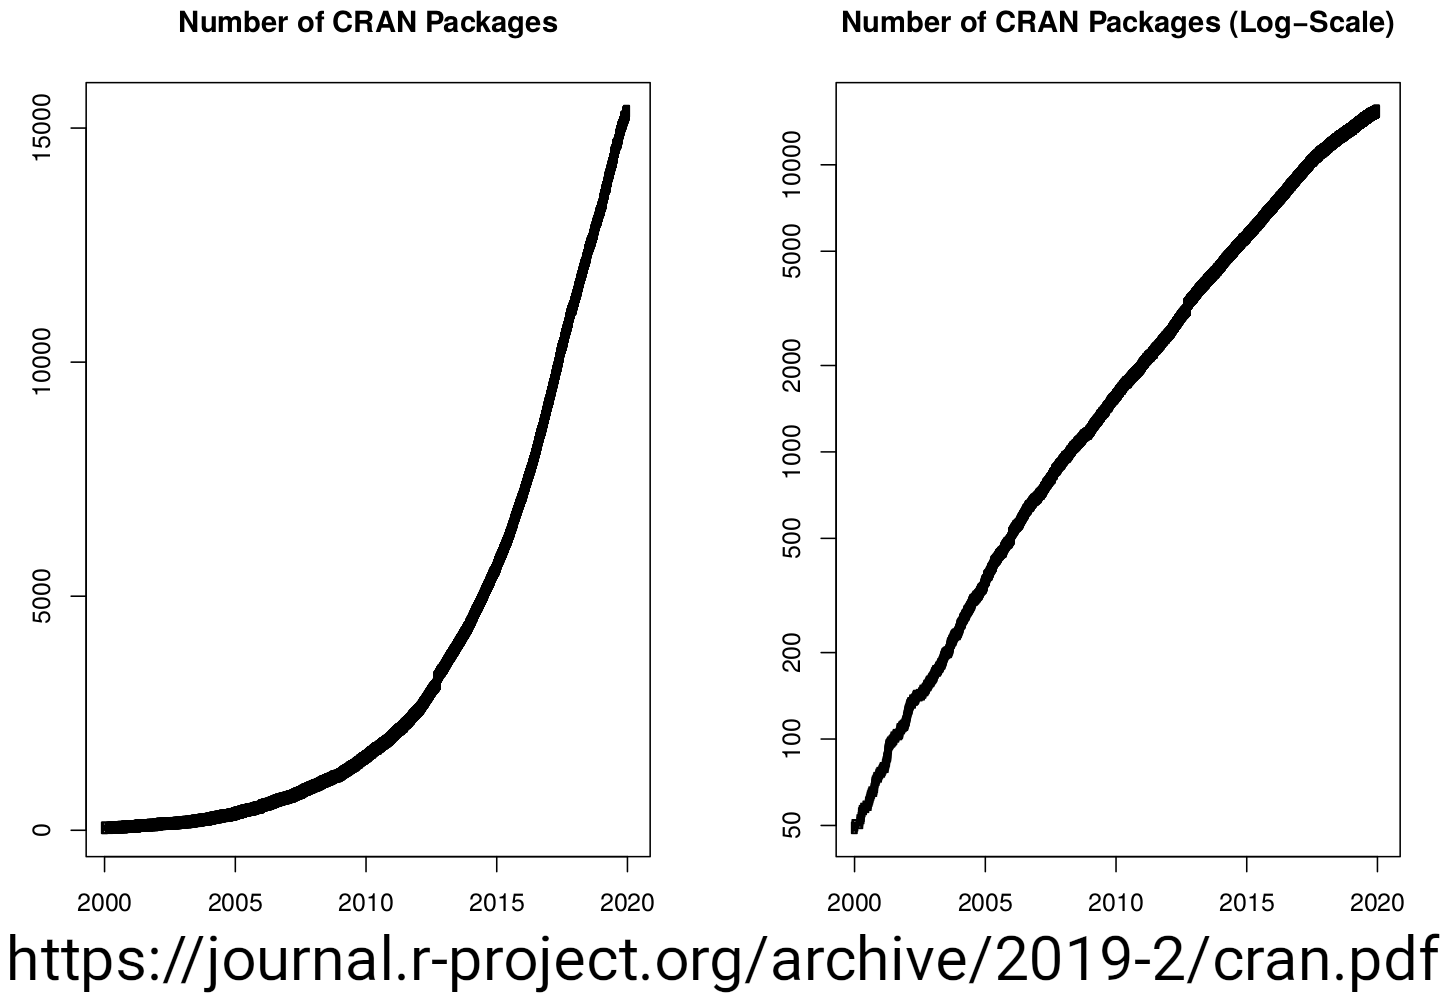 Number of CRAN Packages
15000
10000
5000
0
2000 2005 2010 2015 2020
Number of CRAN Packages (Log−Scale)
10000
5000
2000
1000
500
200
100
50
2000 2005 2010 2015 2020
https://journal.r-project.org/archive/2019-2/cran.pdf